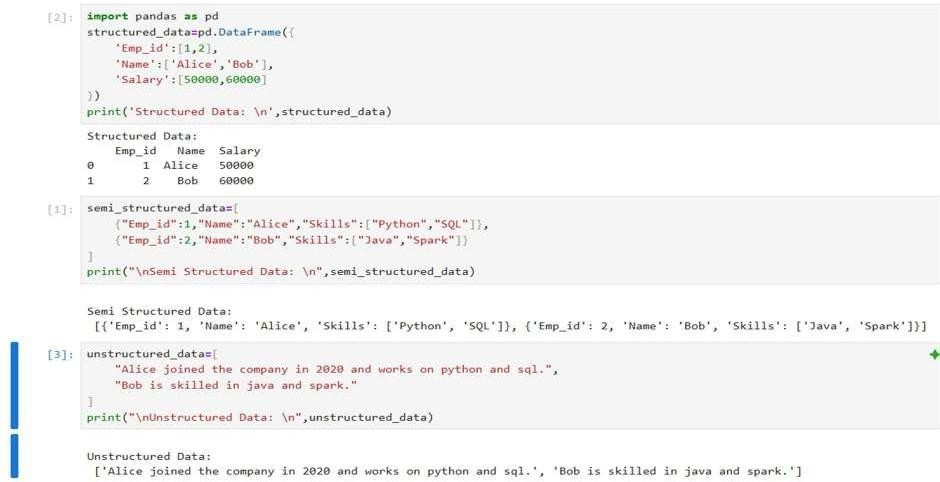 [2]: import pandas as pd
structured_data=pd.DataFrame({
    'Emp_id':[1,2],
    'Name':['Alice','Bob'],
    'Salary':[50000,60000]
})
print('Structured Data: \n',structured_data)
Structured Data:
    Emp_id   Name  Salary
0        1  Alice   50000
1        2    Bob   60000
[1]: semi_structured_data=[
    {"Emp_id":1,"Name":"Alice","Skills":["Python","SQL"]},
    {"Emp_id":2,"Name":"Bob","Skills":["Java","Spark"]}
]
print("\nSemi Structured Data: \n",semi_structured_data)
Semi Structured Data:
 [{'Emp_id': 1, 'Name': 'Alice', 'Skills': ['Python', 'SQL']}, {'Emp_id': 2, 'Name': 'Bob', 'Skills': ['Java', 'Spark']}]
[3]: unstructured_data=[
    "Alice joined the company in 2020 and works on python and sql.",
    "Bob is skilled in java and spark."
]
print("\nUnstructured Data: \n",unstructured_data)
Unstructured Data:
 ['Alice joined the company in 2020 and works on python and sql.', 'Bob is skilled in java and spark.']